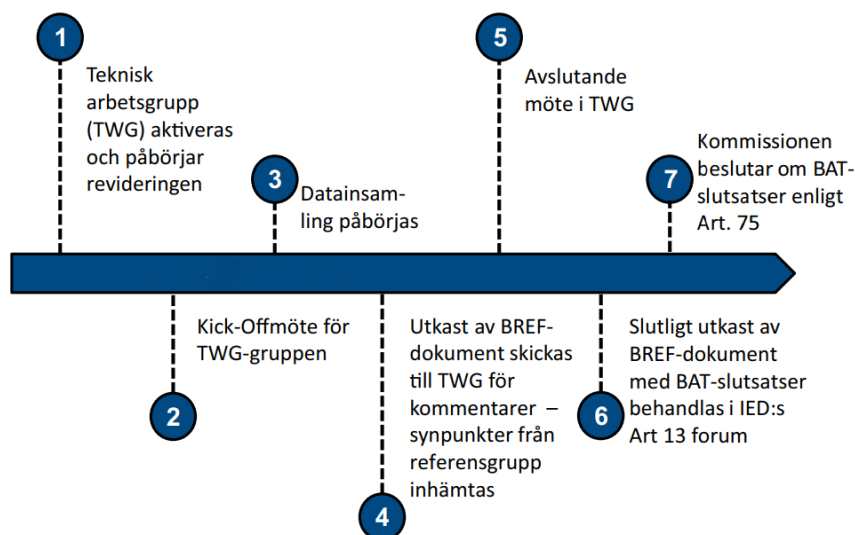 1
Teknisk
arbetsgrupp
(TWG) aktiveras
och påbörjar
revideringen
2
Kick-Offmöte för
TWG-gruppen
3
Datainsam-
ling påbörjas
4
Utkast av BREF-
dokument skickas
till TWG för
kommentarer –
synpunkter från
referensgrupp
inhämtas
5
Avslutande
möte i TWG
6
Slutligt utkast av
BREF-dokument
med BAT-slutsatser
behandlas i IED:s
Art 13 forum
7
Kommissionen
beslutar om BAT-
slutsatser enligt
Art. 75